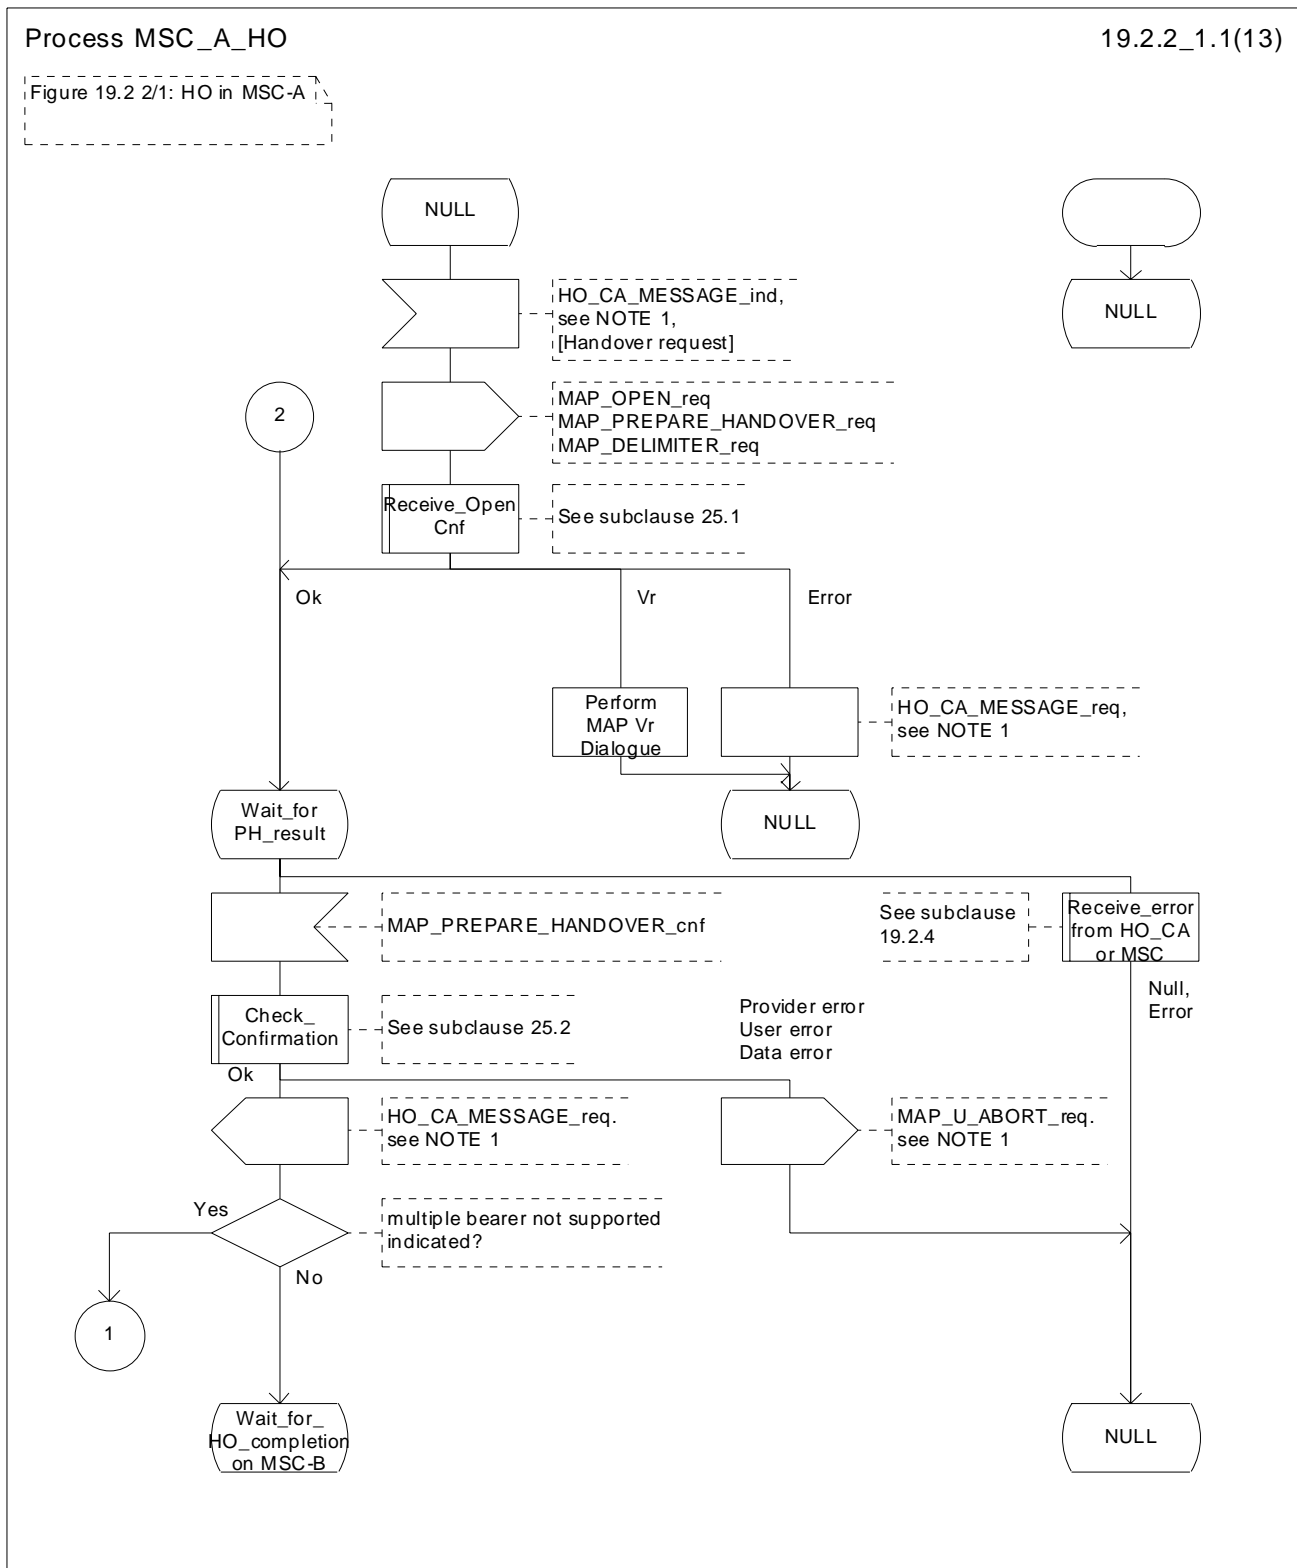 Process MSC_A_HO
19.2.2_1.1(13)
Figure 19.2 2/1: HO in MSC-A
NULL
HO_CA_MESSAGE_ind,
see NOTE 1,
[Handover request]
NULL
2
MAP_OPEN_req
MAP_PREPARE_HANDOVER_req
MAP_DELIMITER_req
Receive_Open
Cnf
See subclause 25.1
Ok
Vr
Error
Perform
MAP Vr
Dialogue
HO_CA_MESSAGE_req,
see NOTE 1
Wait_for
PH_result
NULL
MAP_PREPARE_HANDOVER_cnf
See subclause
19.2.4
Receive_error
from HO_CA
or MSC
Null,
Error
Check_
Confirmation
See subclause 25.2
Provider error
User error
Data error
Ok
HO_CA_MESSAGE_req.
see NOTE 1
MAP_U_ABORT_req.
see NOTE 1
Yes
multiple bearer not supported
indicated?
No
1
Wait_for_
HO_completion
on MSC-B
NULL